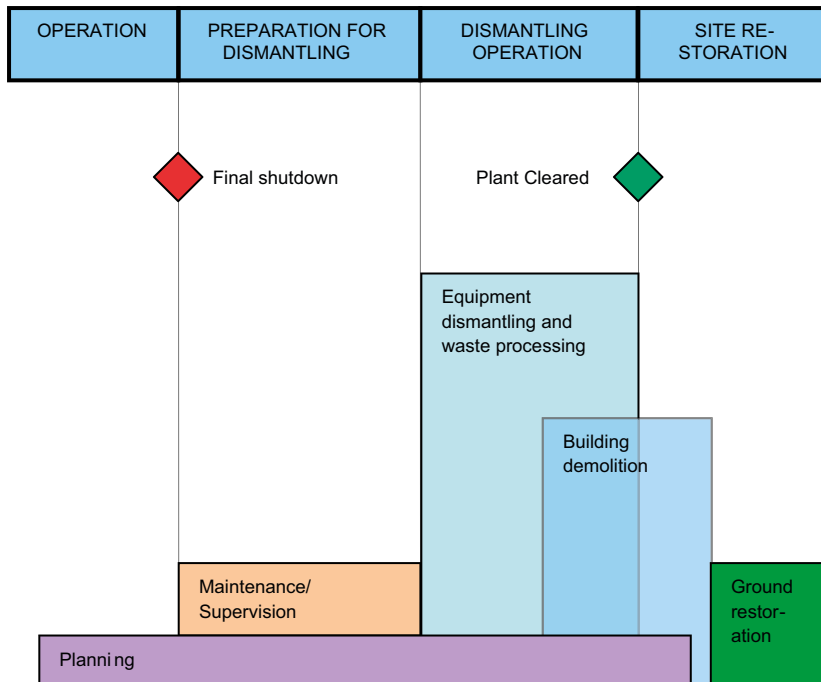 OPERATION
PREPARATION FOR
DISMANTLING
DISMANTLING
OPERATION
SITE RE-
STORATION
Final shutdown
Plant Cleared
Equipment
dismantling and
waste processing
Building
demolition
Maintenance/
Supervision
Ground
restor-
ation
Planning